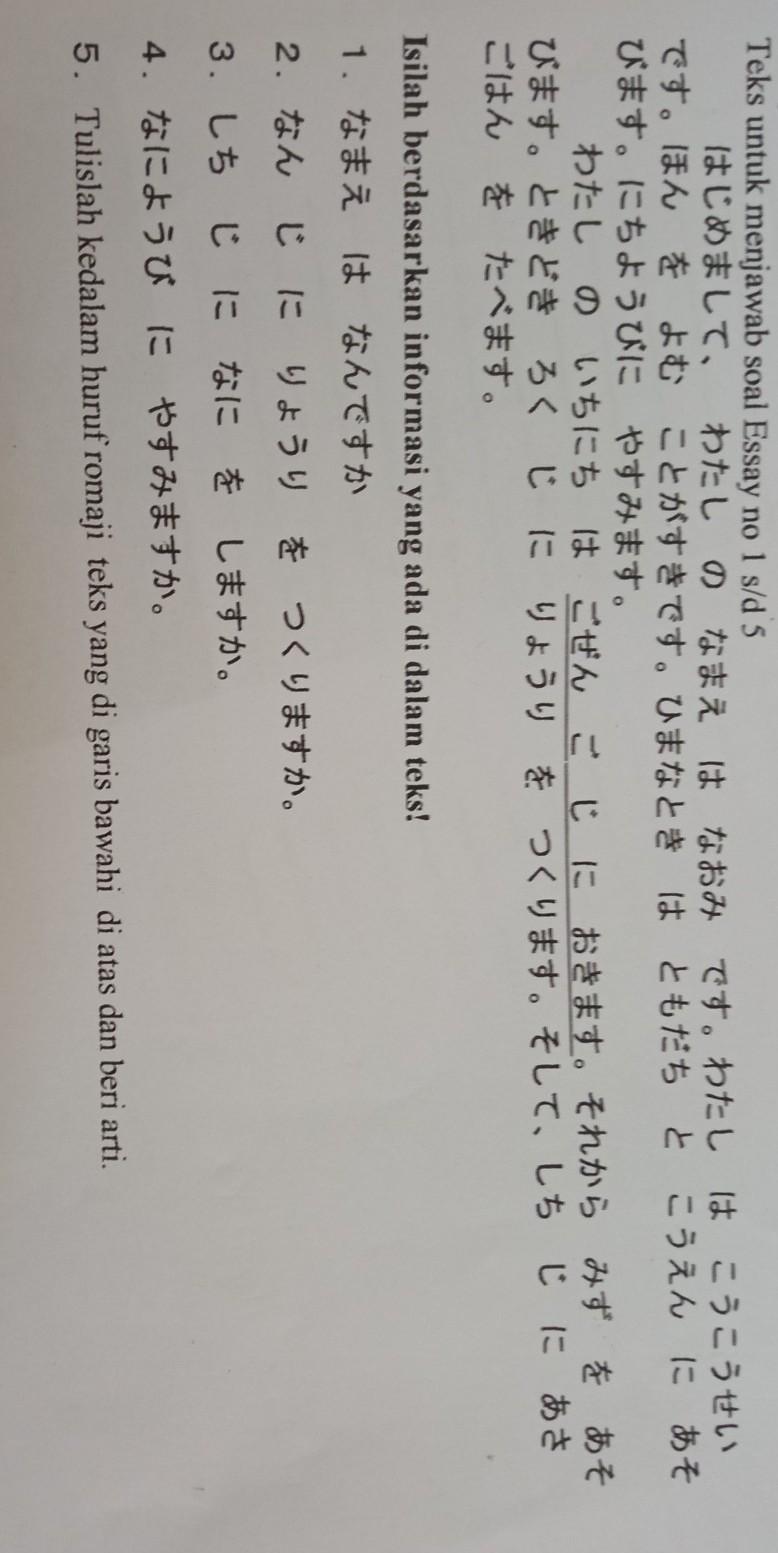 Teks untuk menjawab soal Essay no 1 s/d 5
はじめまして、 わたし の なまえ は なおみ です。わたし は こうこうせい
です。ほん を よむ ことがすきです。ひまなとき は ともだち と こうえん に あそ
びます。にちようびに やすみます。
わたし の いちにち は ごぜん ご じ に おきます。それから みず を あそ
びます。ときどき ろく じ に りょうり を つくります。そして、しち じ に あさ
ごはん を たべます。
Isilah berdasarkan informasi yang ada di dalam teks!
1. なまえ は なんですか
2. なん じ に りょうり を つくりますか。
3. しち じ に なに を しますか。
4. なにようび に やすみますか。
5. Tulislah kedalam huruf romaji teks yang di garis bawahi di atas dan beri arti.